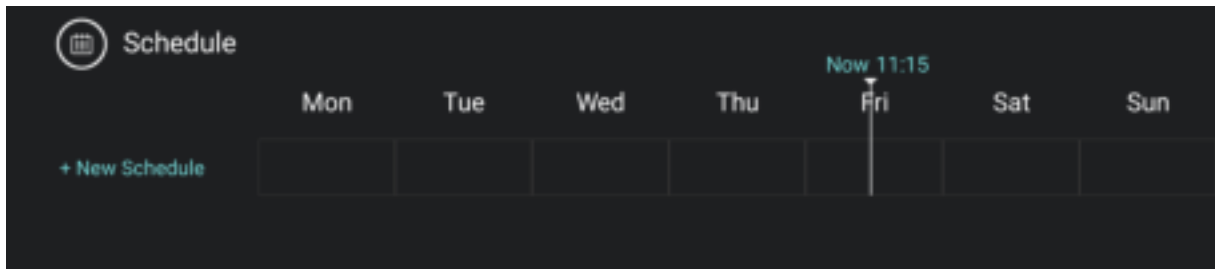 Schedule
Now 11:15
Mon Tue Wed Thu Fri Sat Sun
+ New Schedule